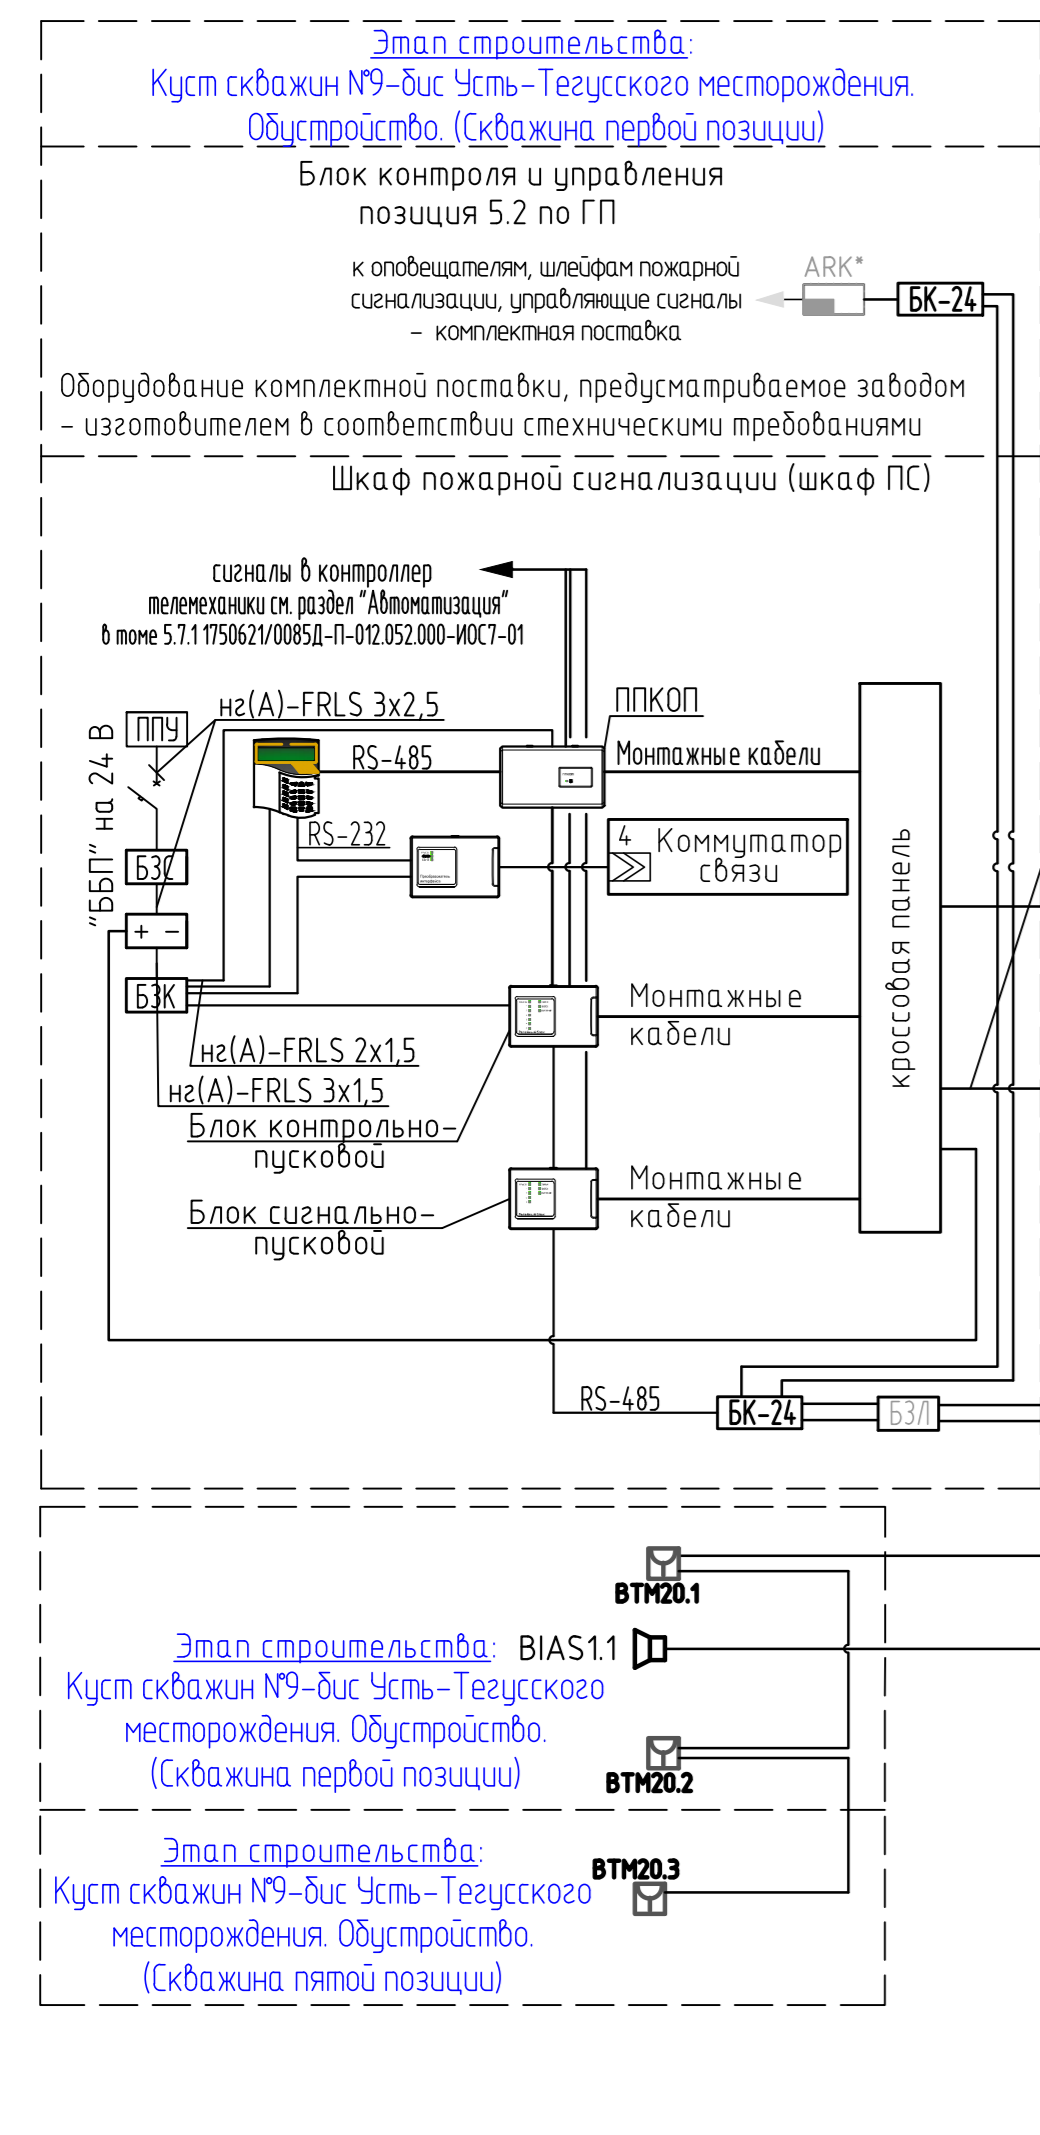 Этап строительства:
Куст скважин №9-бис Усть-Тегусского месторождения.
Обустройство. (Скважина первой позиции)
Блок контроля и управления
позиция 5.2 по ГП
к оповещателям, шлейфам пожарной
сигнализации, управляющие сигналы
- комплектная поставка
ARK*
БК-24
Оборудование комплектной поставки, предусматриваемое заводом
- изготовителем в соответствии стехническими требованиями
Шкаф пожарной сигнализации (шкаф ПС)
сигналы в контроллер
телемеханики см. раздел "Автоматизация"
в томе 5.7.1 1750621/0085Д-П-012.052.000-ИОС7-01
нг(А)-FRLS 3х2,5
ППКОП
ППУ
"ББП" на 24 В
RS-485
Монтажные кабели
RS-232
4
Коммутатор
связи
БЗС
+ -
БЗК
кроссовая панель
Монтажные
кабели
нг(А)-FRLS 2х1,5
нг(А)-FRLS 3х1,5
Блок контрольно-
пусковой
Монтажные
кабели
Блок сигнально-
пусковой
RS-485
БК-24
БЗЛ
BTM20.1
Этап строительства:
BIAS1.1
Куст скважин №9-бис Усть-Тегусского
месторождения. Обустройство.
(Скважина первой позиции)
BTM20.2
Этап строительства:
BTM20.3
Куст скважин №9-бис Усть-Тегусского
месторождения. Обустройство.
(Скважина пятой позиции)